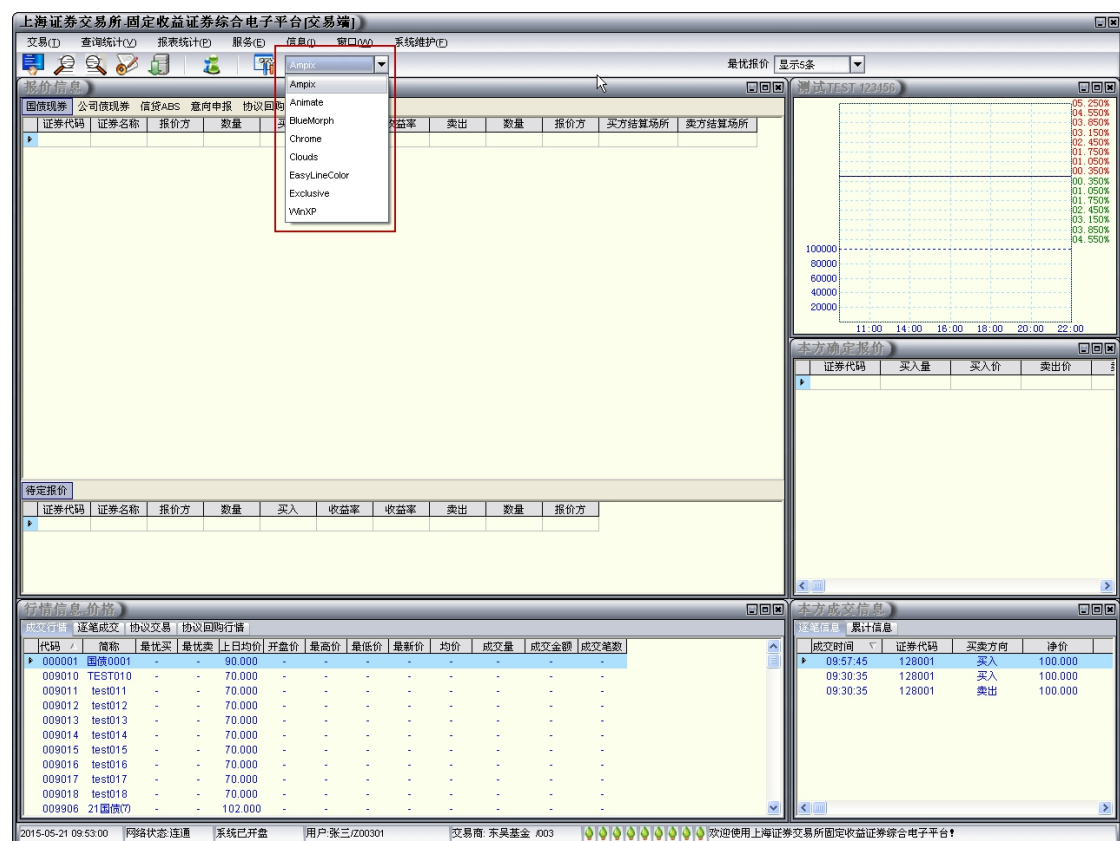 上海证券交易所-固定收益证券综合电子平台[交易端]
交易(T) 查询统计(V) 报表统计(P) 服务(E) 信息(I) 窗口(W) 系统维护(F)
Ampix 最优报价 显示5条
Ampix
Animate
BlueMorph
Chrome
Clouds
EasyLineColor
Exclusive
WinXP
报价信息
国债现券 公司债现券 信贷ABS 意向申报 协议回购
证券代码 证券名称 报价方 数量 收益率 卖出 数量 报价方 买方结算场所 卖方结算场所
待定报价
证券代码 证券名称 报价方 数量 买入 收益率 收益率 卖出 数量 报价方
测试TEST 123456
05.250%
04.550%
03.850%
03.150%
02.450%
01.750%
01.050%
00.350%
00.350%
01.050%
01.750%
02.450%
03.150%
03.850%
04.550%
100000
80000
60000
40000
20000
11:00 14:00 16:00 18:00 20:00 22:00
本方确定报价
证券代码 买入量 买入价 卖出价
行情信息-价格
成交行情 逐笔成交 协议交易 协议回购行情
代码 简称 最优买 最优卖 上日均价 开盘价 最高价 最低价 最新价 均价 成交量 成交金额 成交笔数
000001 国债0001 - - 90.000 - - - - - - - -
009010 TEST010 - - 70.000 - - - - - - - -
009011 test011 - - 70.000 - - - - - - - -
009012 test012 - - 70.000 - - - - - - - -
009013 test013 - - 70.000 - - - - - - - -
009014 test014 - - 70.000 - - - - - - - -
009015 test015 - - 70.000 - - - - - - - -
009016 test016 - - 70.000 - - - - - - - -
009017 test017 - - 70.000 - - - - - - - -
009018 test018 - - 70.000 - - - - - - - -
009906 21国债(7) - - 102.000 - - - - - - - -
本方成交信息
逐笔信息 累计信息
成交时间 证券代码 买卖方向 净价
09:57:45 128001 买入 100.000
09:30:35 128001 买入 100.000
09:30:35 128001 卖出 100.000
2015-05-21 09:53:00 网络状态:连通 系统已开盘 用户:张三/Z00301 交易商: 东吴基金 /003 欢迎使用上海证券交易所固定收益证券综合电子平台!